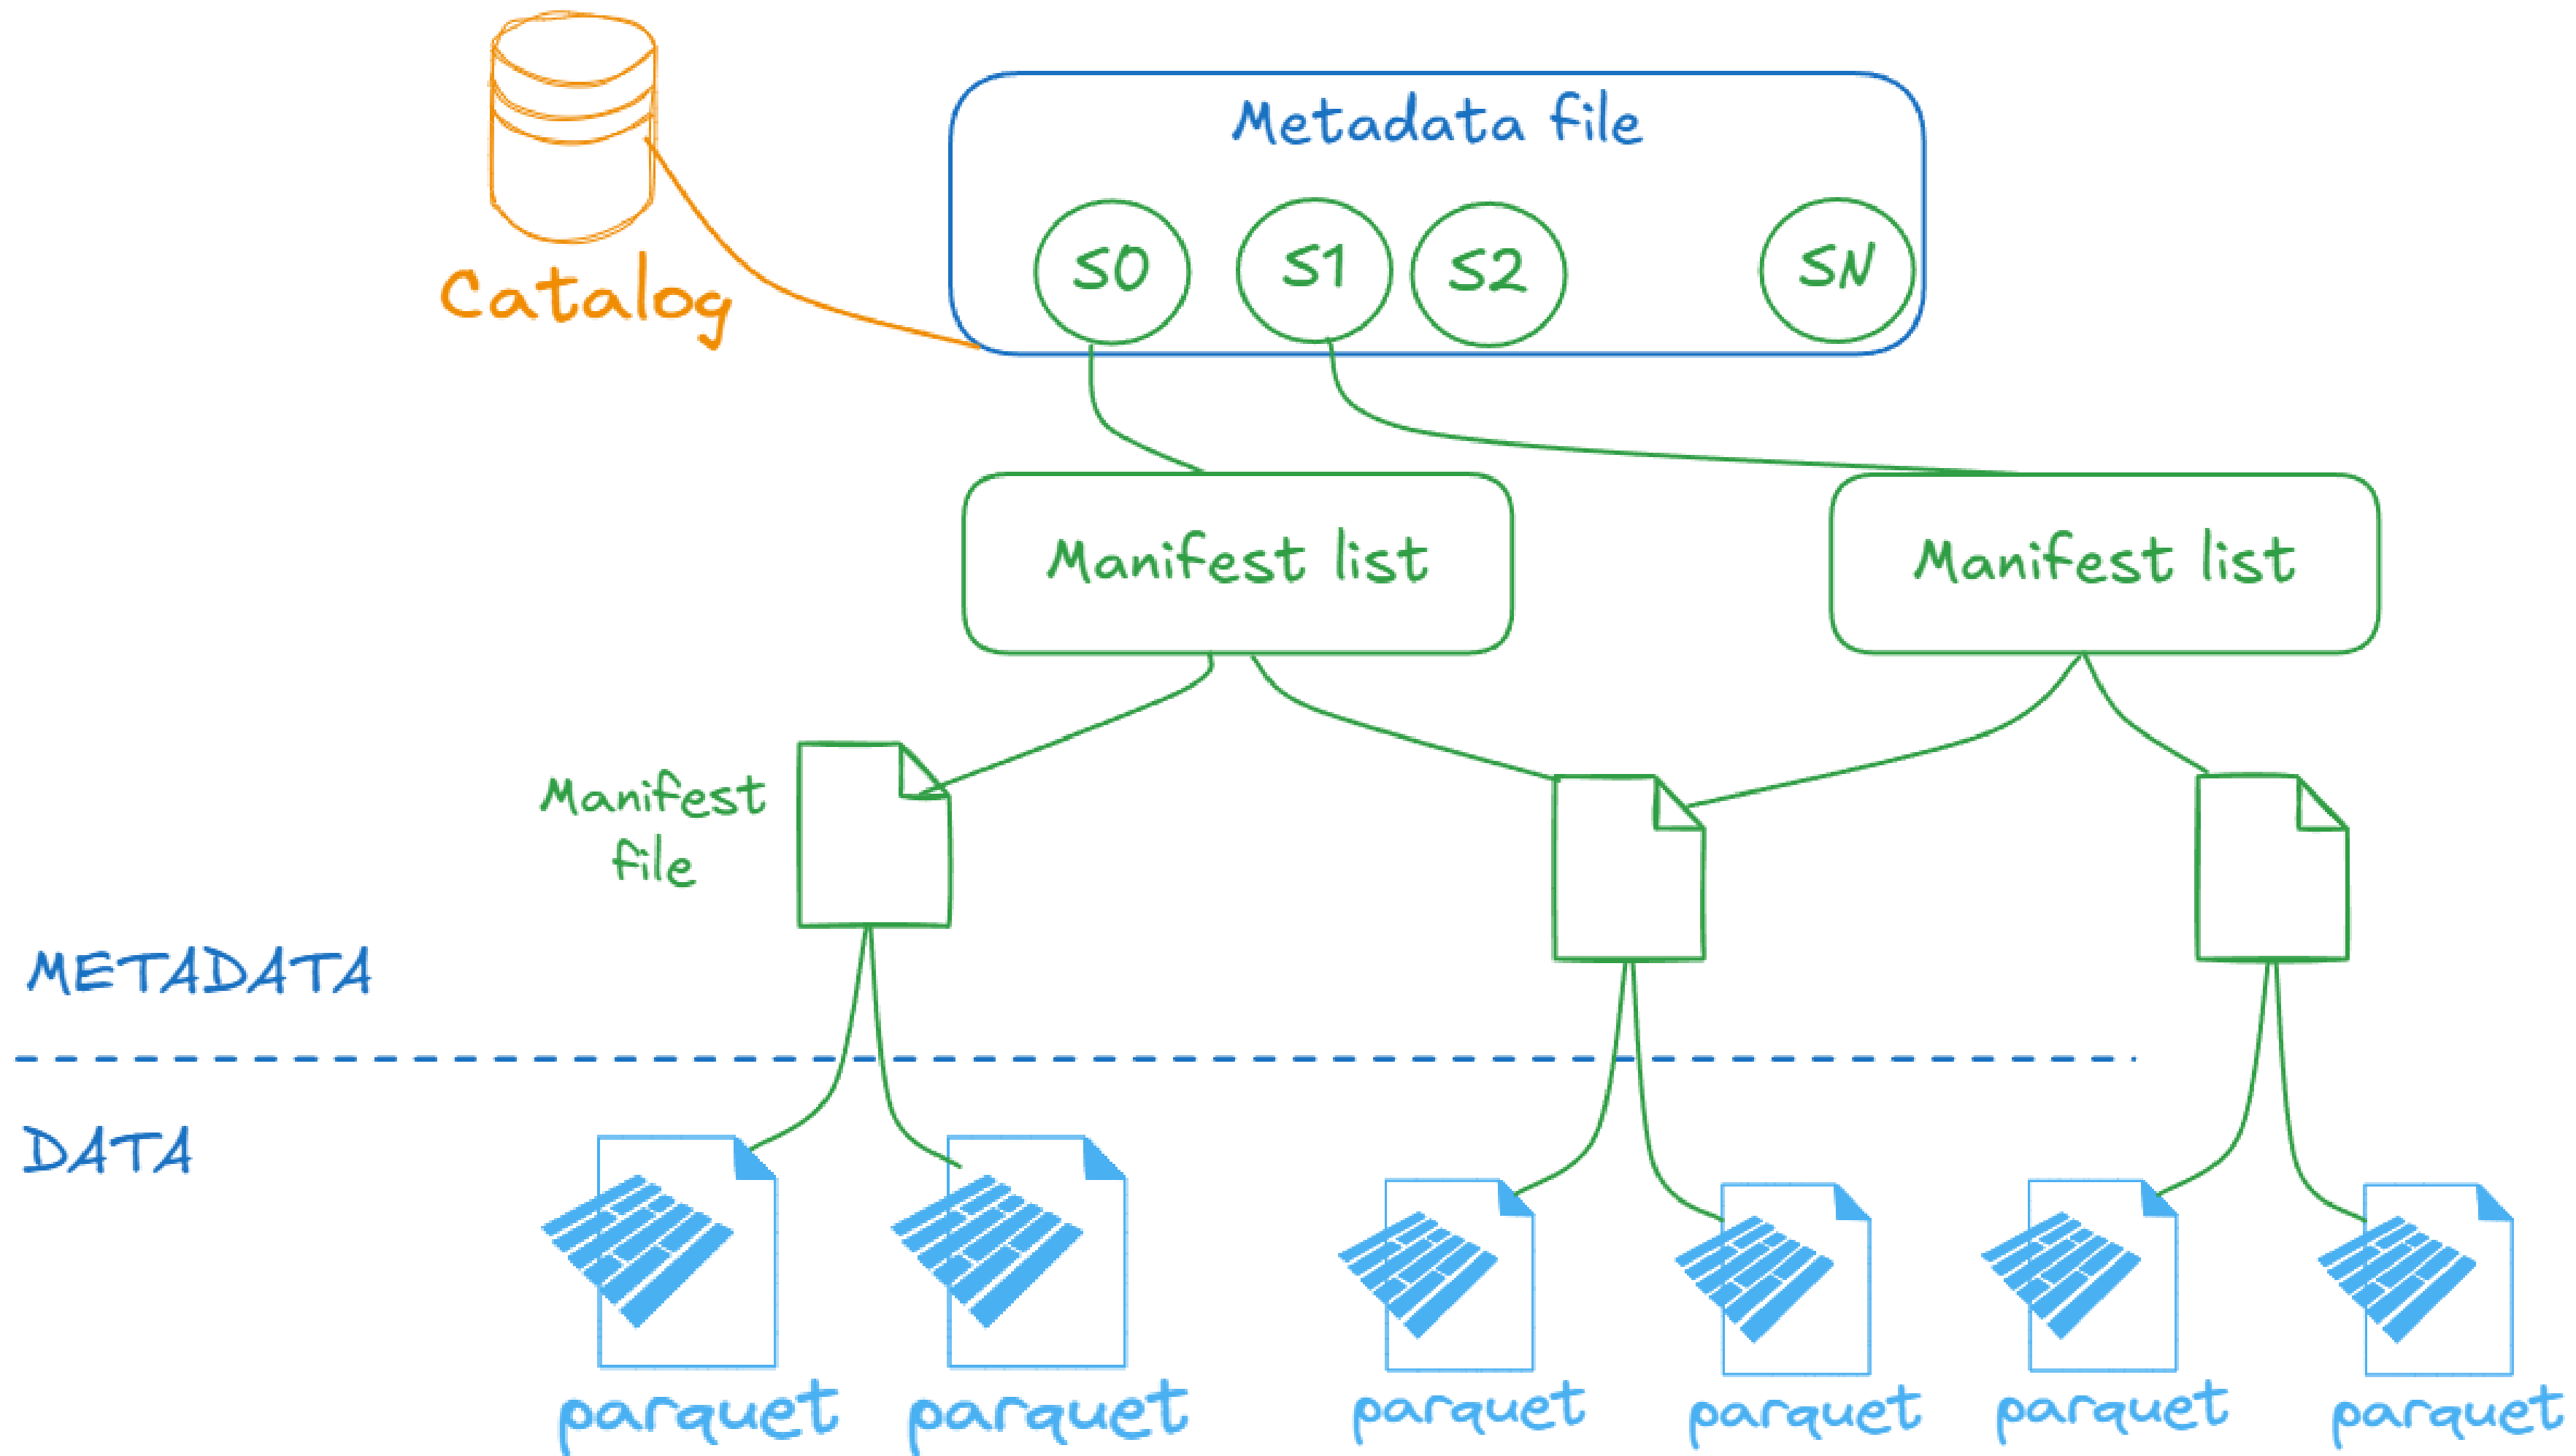 Metadata file
S0
S1
S2
SN
Catalog
Manifest list
Manifest list
Manifest
file
METADATA
DATA
parquet
parquet
parquet
parquet
parquet
parquet